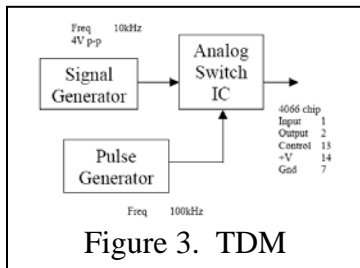 Freq 10kHz
4V p-p
Signal
Generator
Analog
Switch
IC
4066 chip
Input 1
Output 2
Control 13
+V 14
Gnd 7
Pulse
Generator
Freq 100kHz
Figure 3. TDM